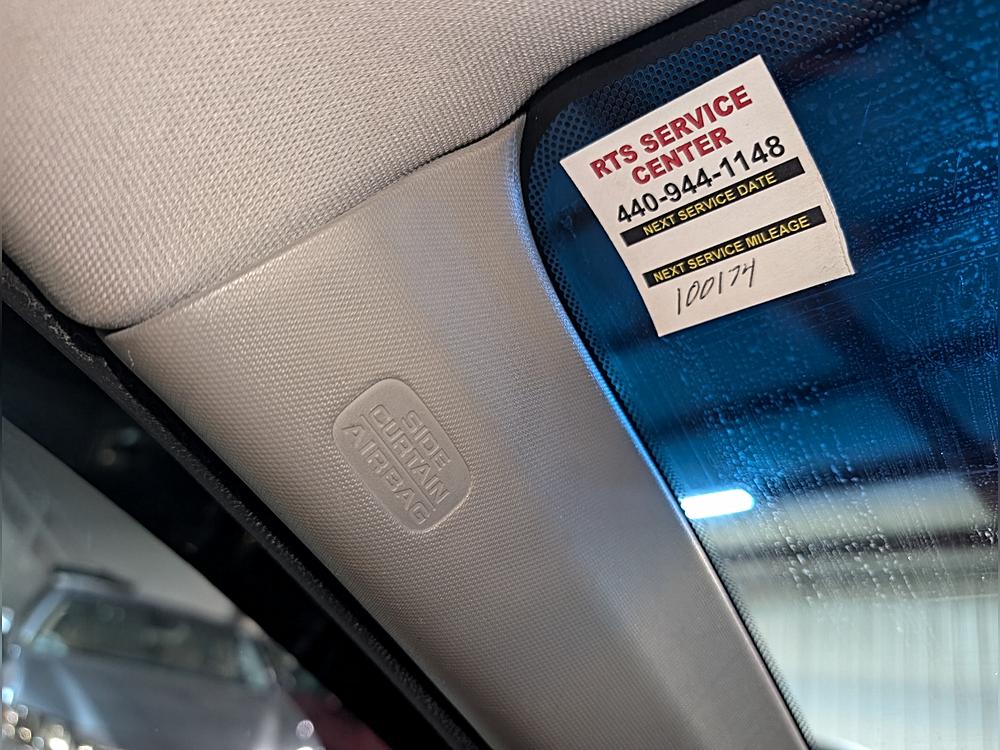 RTS SERVICE
CENTER
440-944-1148
NEXT SERVICE DATE
NEXT SERVICE MILEAGE
100174
SIDE
CURTAIN
AIRBAG